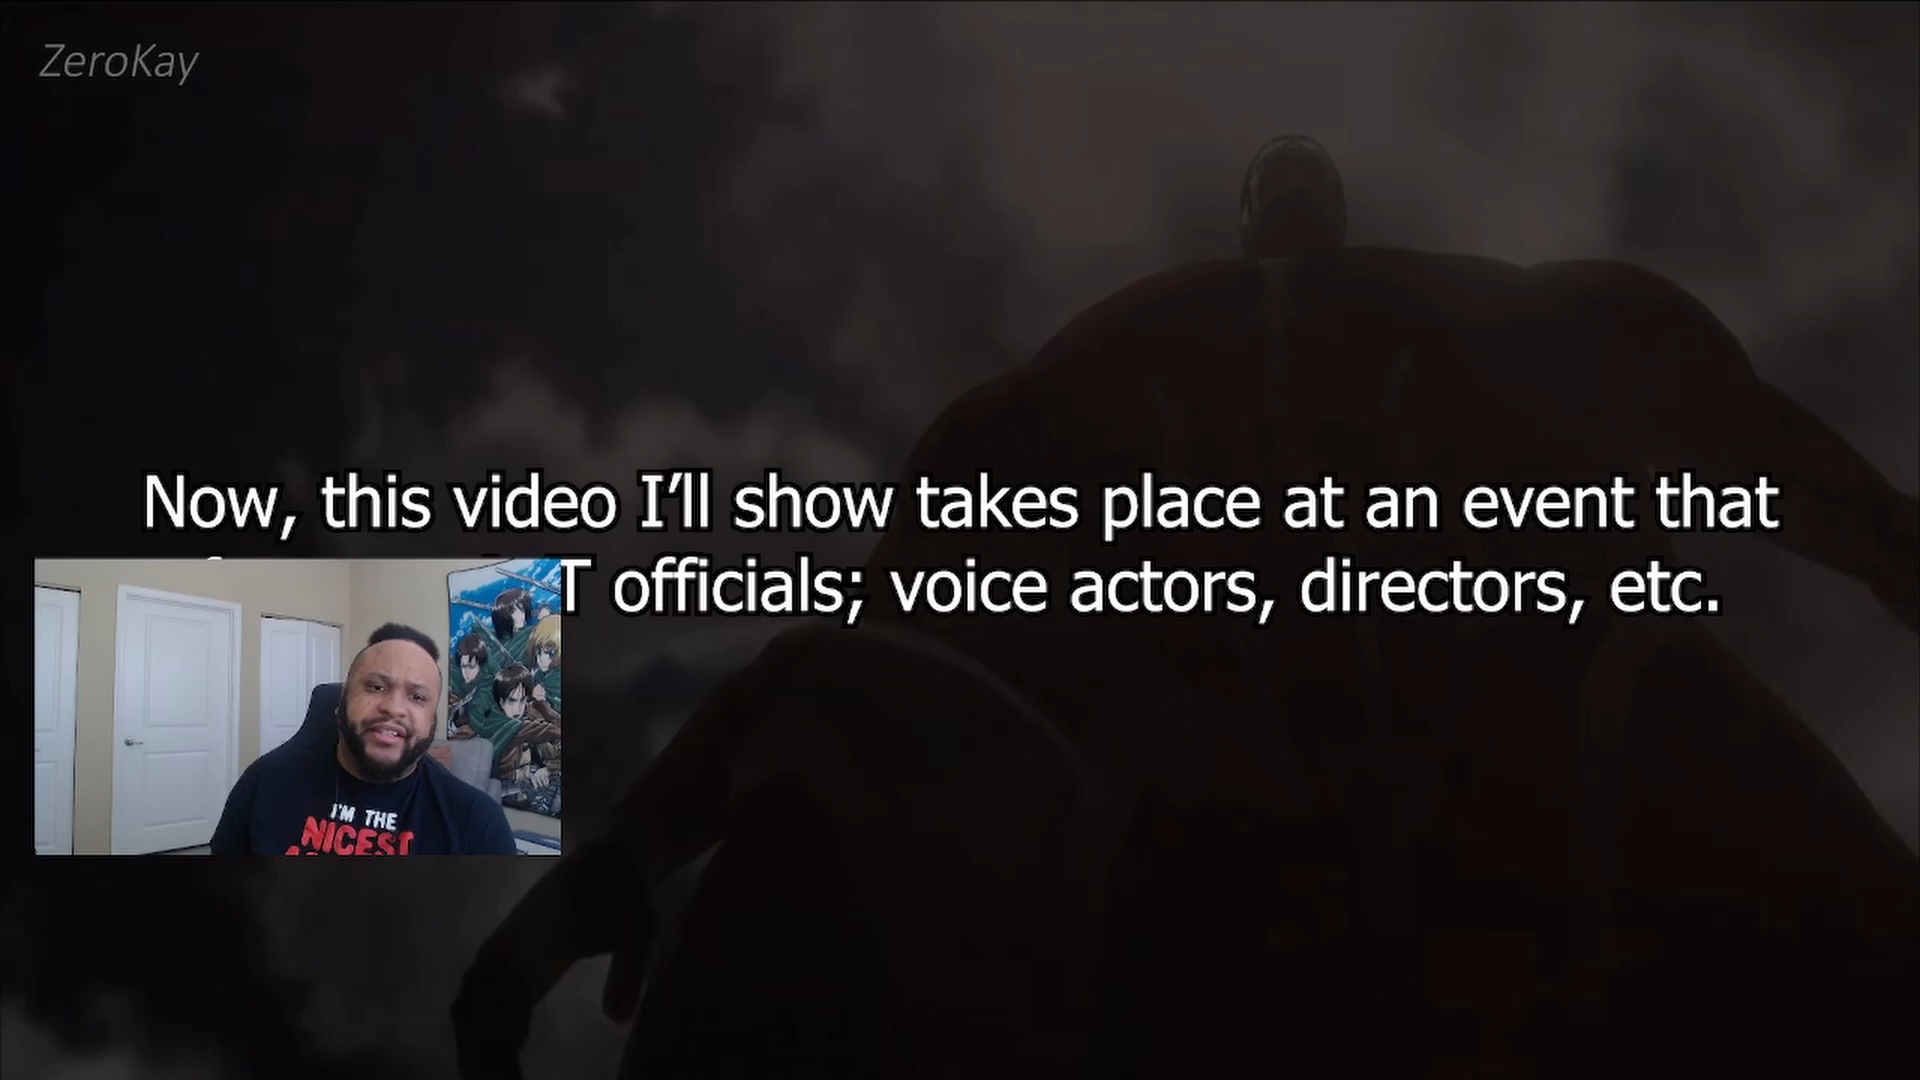 ZeroKay
Now, this video I’ll show takes place at an event that
officials; voice actors, directors, etc.
I'M THE
NICEST